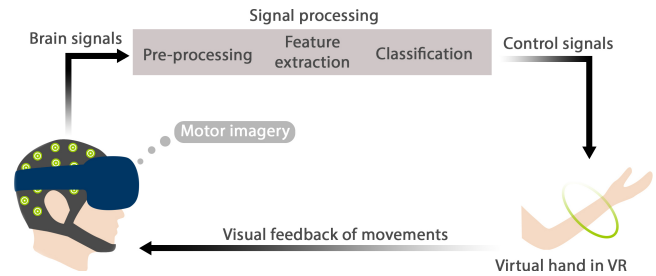 Signal processing
Brain signals
Pre-processing
Feature
extraction
Classification
Control signals
Motor imagery
Visual feedback of movements
Virtual hand in VR